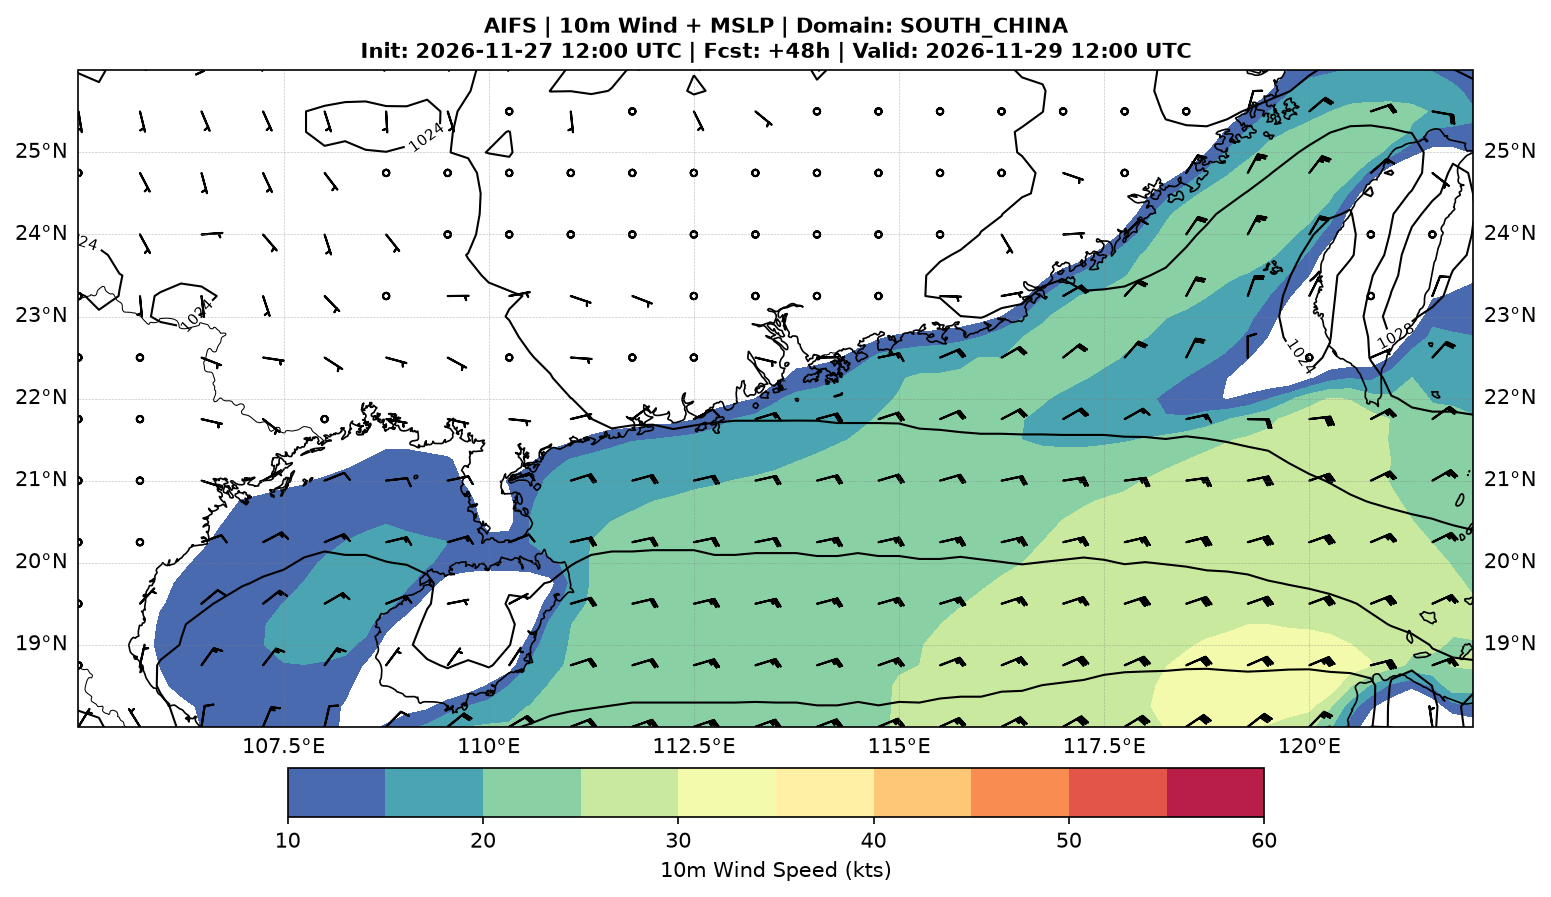 AIFS | 10m Wind + MSLP | Domain: SOUTH_CHINA
Init: 2026-11-27 12:00 UTC | Fcst: +48h | Valid: 2026-11-29 12:00 UTC
1024
25°N 25°N
24 24°N 24°N
1024
23°N 23°N
1028
1024
22°N 22°N
21°N 21°N
20°N 20°N
19°N 19°N
107.5°E 110°E 112.5°E 115°E 117.5°E 120°E
10 20 30 40 50 60
10m Wind Speed (kts)